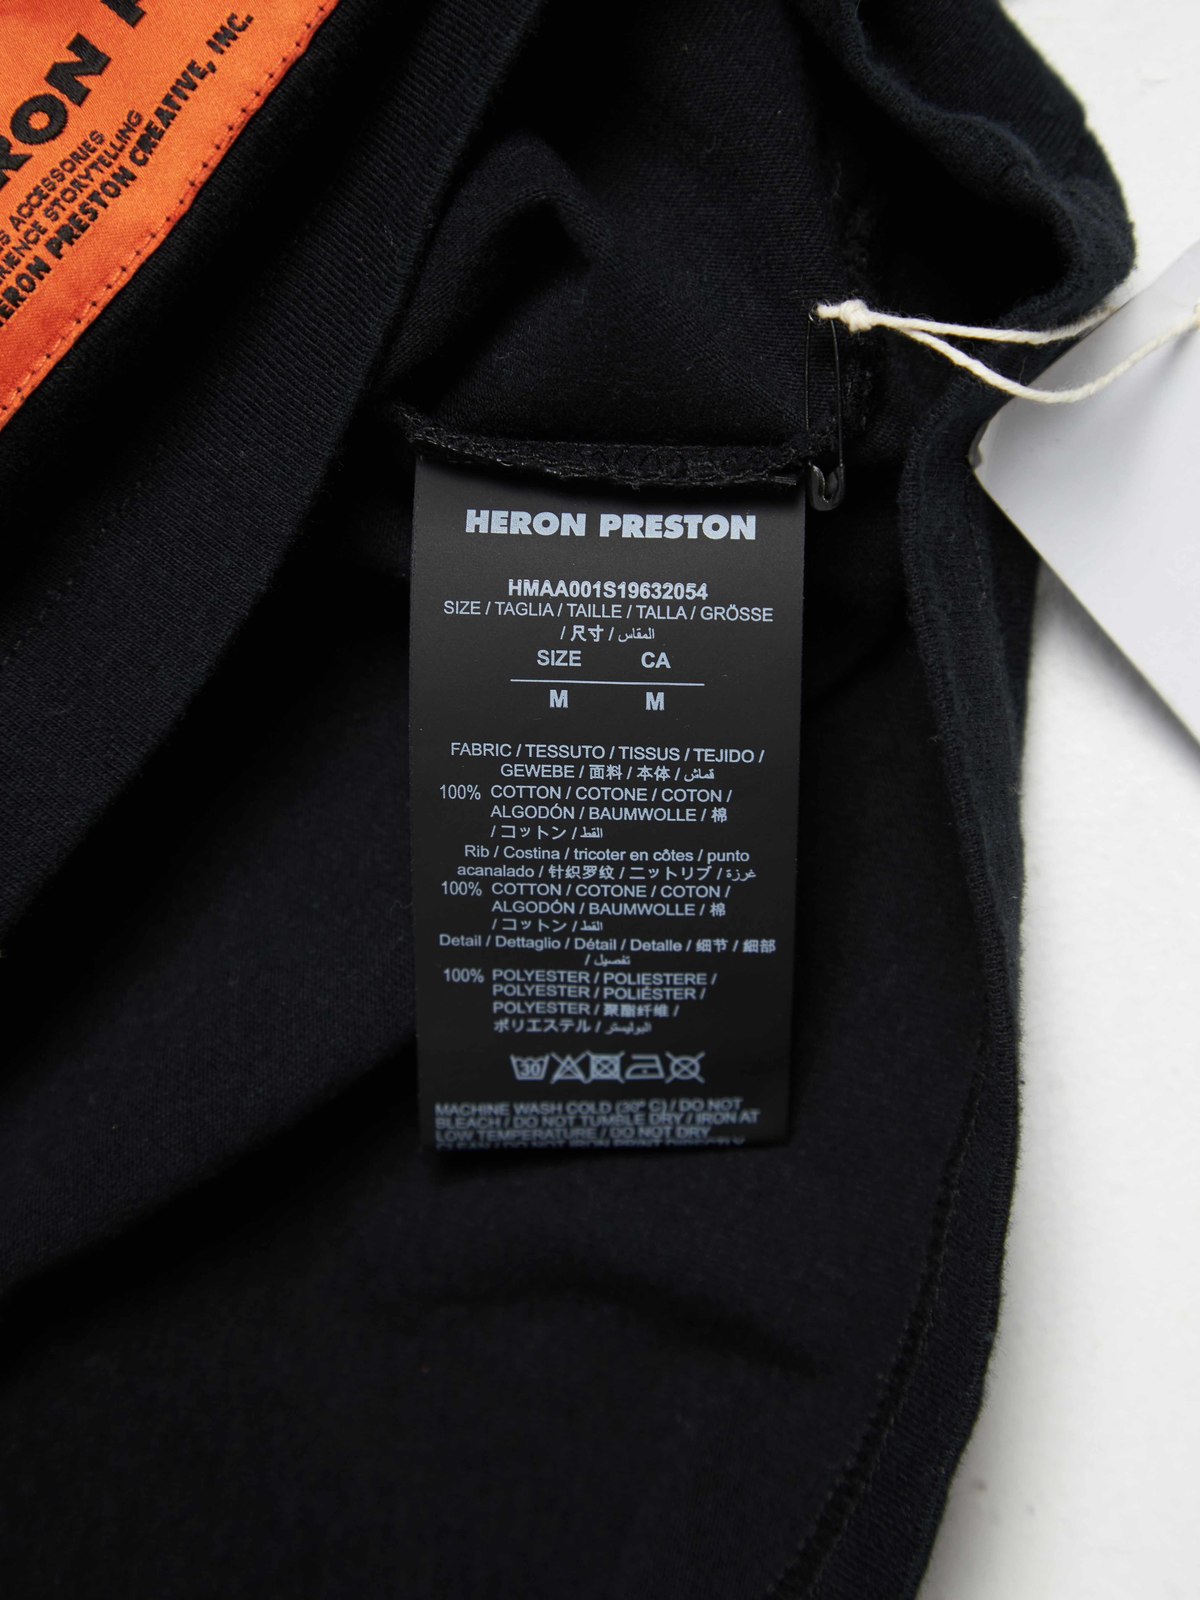 RON
ACCESSORIES
STORYTELLING
HERON PRESTON CREATIVE, INC.
HERON PRESTON
HMAA001S19632054
SIZE / TAGLIA / TAILLE / TALLA / GRÖSSE
/ 尺寸 / المقاس
SIZE CA
M M
FABRIC / TESSUTO / TISSUS / TEJIDO /
GEWEBE / 面料 / 本体 / قماش
100% COTTON / COTONE / COTON /
ALGODÓN / BAUMWOLLE / 棉
/ コットン / القط
Rib / Costina / tricoter en côtes / punto
acanalado / 针织罗纹 / ニットリブ / غرزة
100% COTTON / COTONE / COTON /
ALGODÓN / BAUMWOLLE / 棉
/ コットン / القط
Detail / Dettaglio / Détail / Detalle / 细节 / 細部
/ تفصيل
100% POLYESTER / POLIESTERE /
POLYESTER / POLIÉSTER /
POLYESTER / 聚酯纤维 /
ポリエステル / البوليستر
30
MACHINE WASH COLD (30° C) / DO NOT
BLEACH / DO NOT TUMBLE DRY / IRON AT
LOW TEMPERATURE / DO NOT DRY